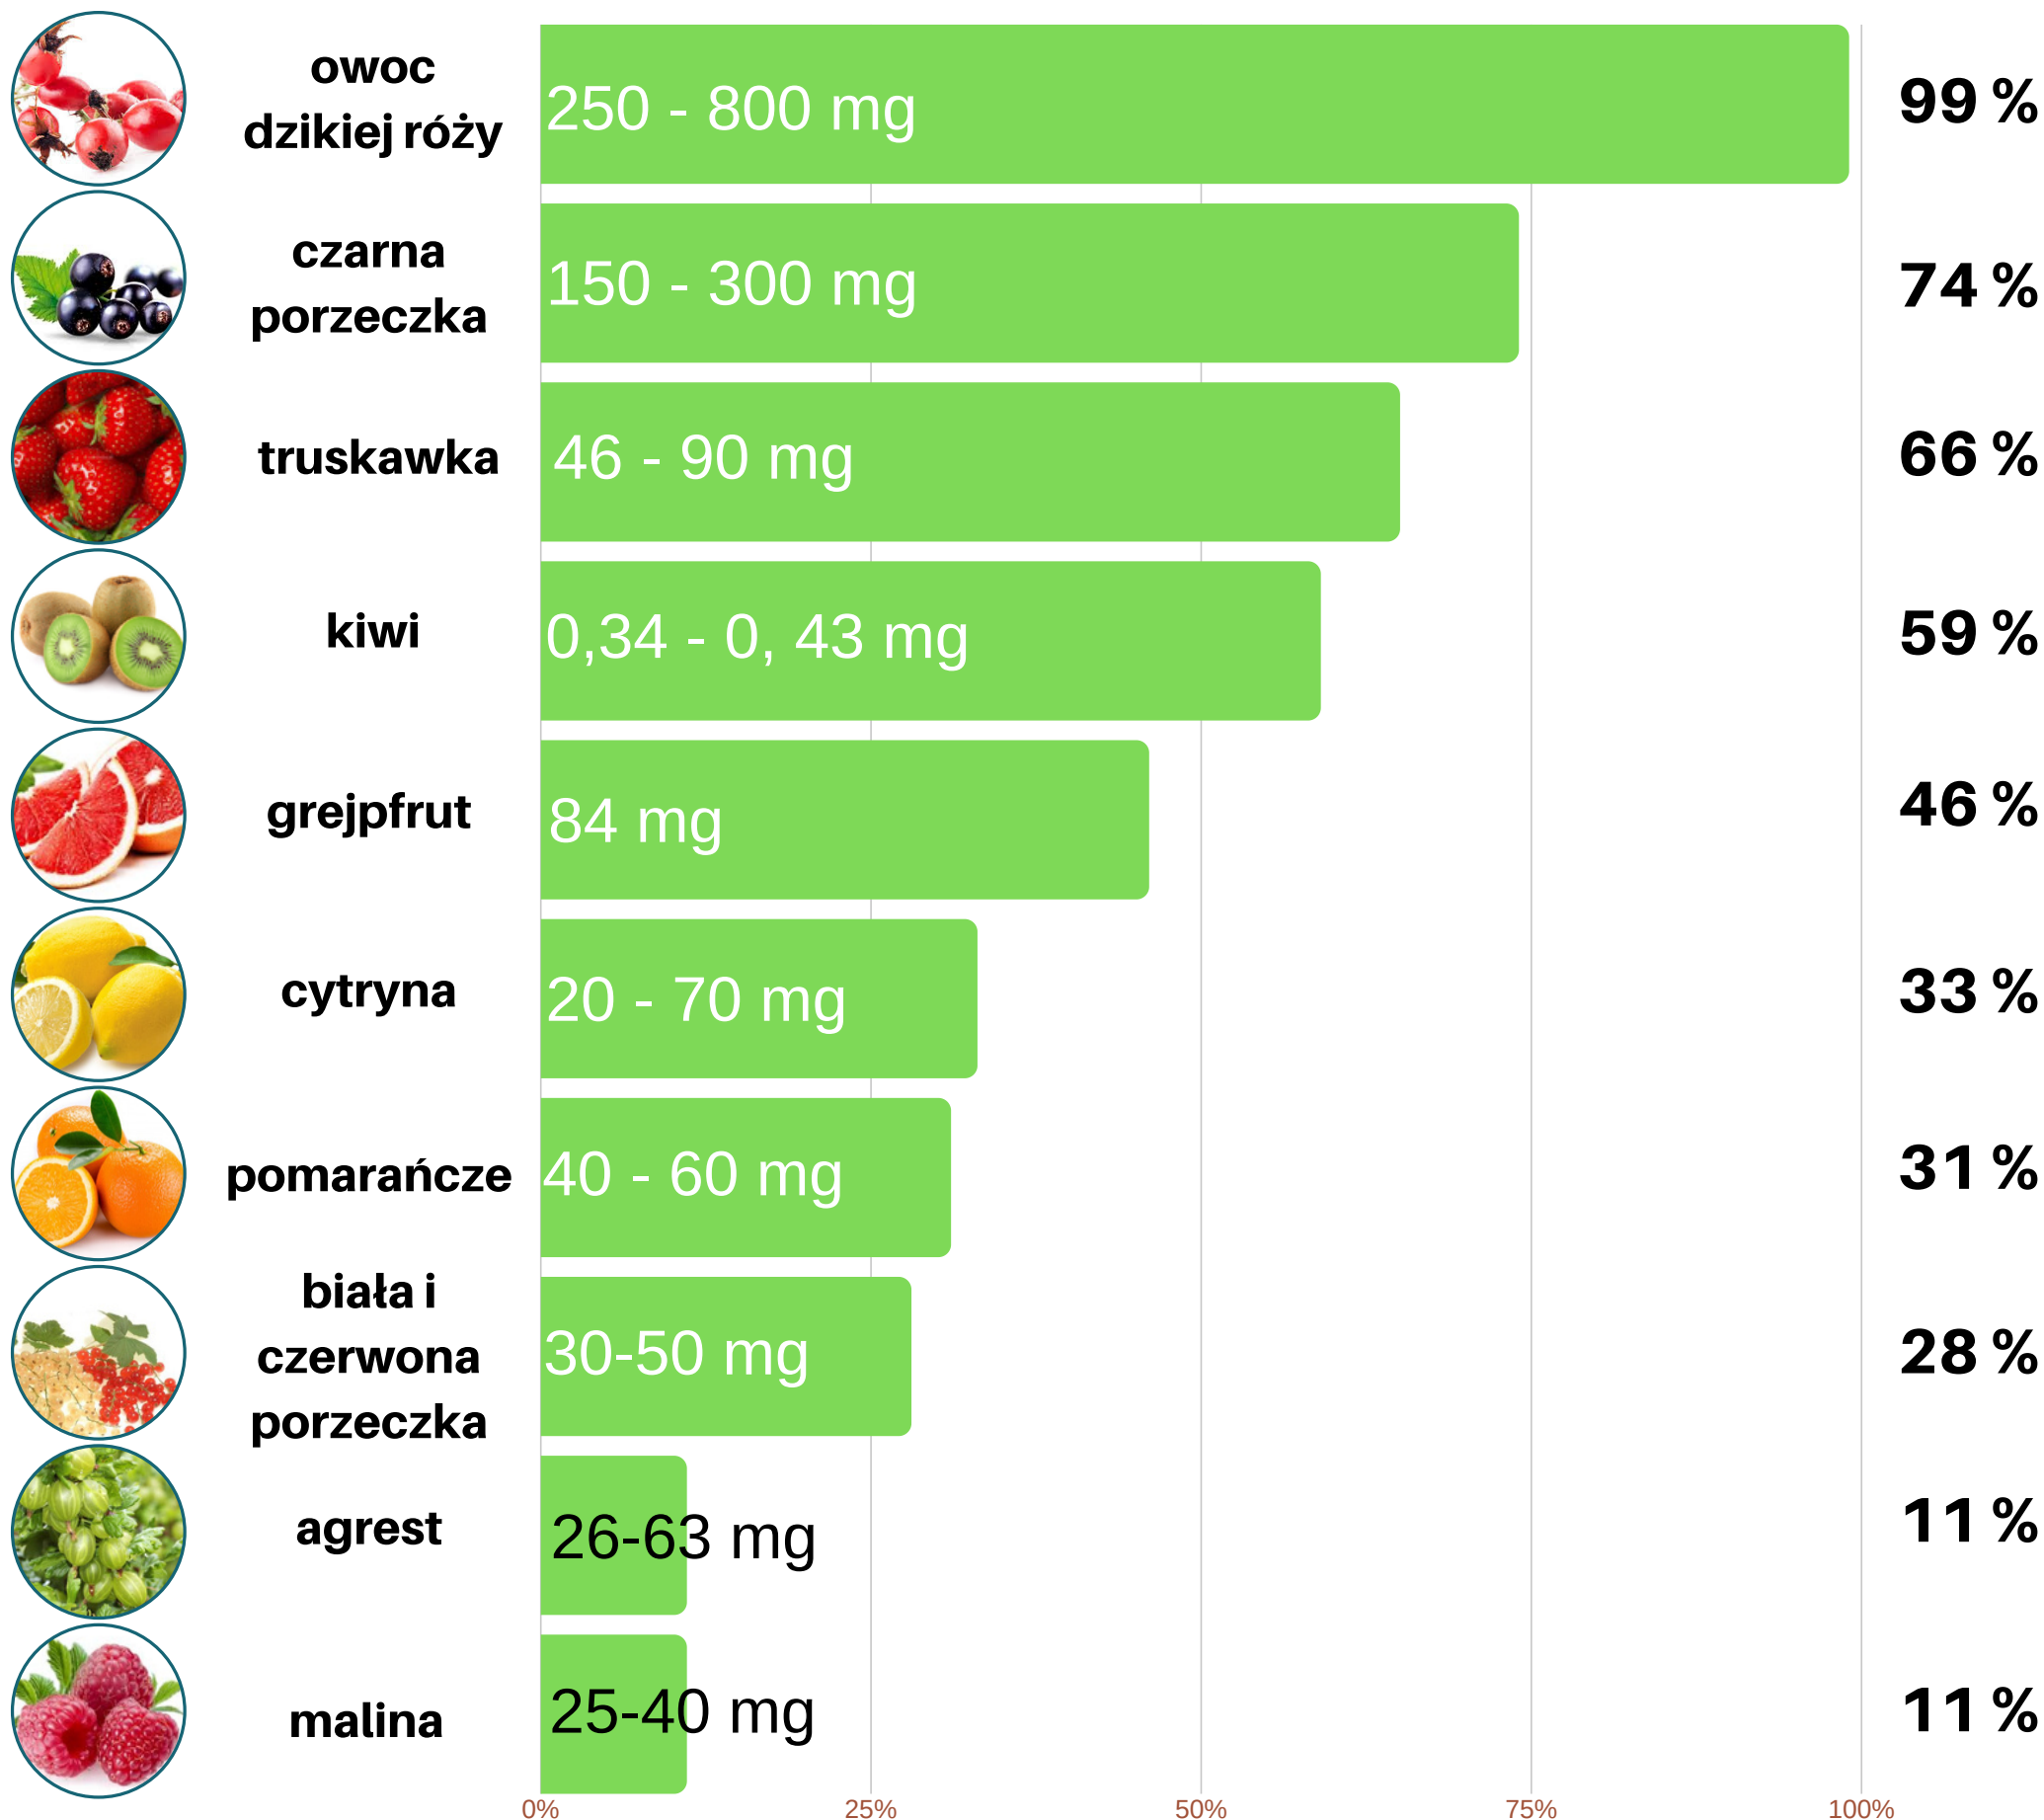 owoc
dzikiej róży
250 - 800 mg
99 %
czarna
porzeczka
150 - 300 mg
74 %
truskawka
46 - 90 mg
66 %
kiwi
0,34 - 0, 43 mg
59 %
grejpfrut
84 mg
46 %
cytryna
20 - 70 mg
33 %
pomarańcze
40 - 60 mg
31 %
biała i
czerwona
porzeczka
30-50 mg
28 %
agrest
26-63 mg
11 %
malina
25-40 mg
11 %
0% 25% 50% 75% 100%